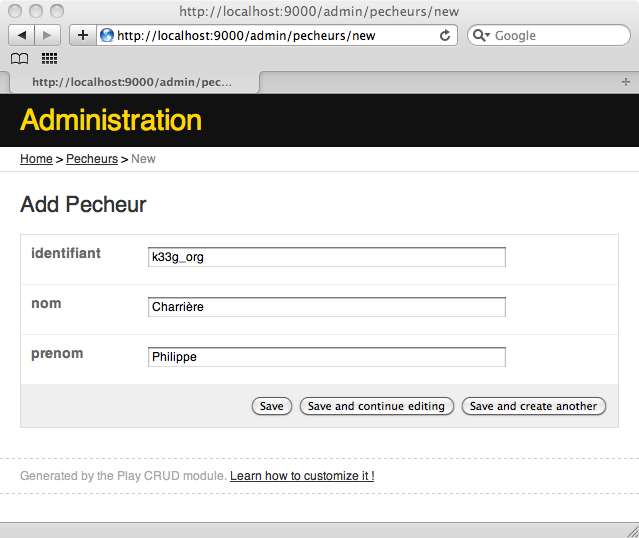 http://localhost:9000/admin/pecheurs/new
http://localhost:9000/admin/pecheurs/new
Google
http://localhost:9000/admin/pec...
Administration
Home > Pecheurs > New
Add Pecheur
identifiant k33g_org
nom Charrière
prenom Philippe
Save Save and continue editing Save and create another
Generated by the Play CRUD module. Learn how to customize it !